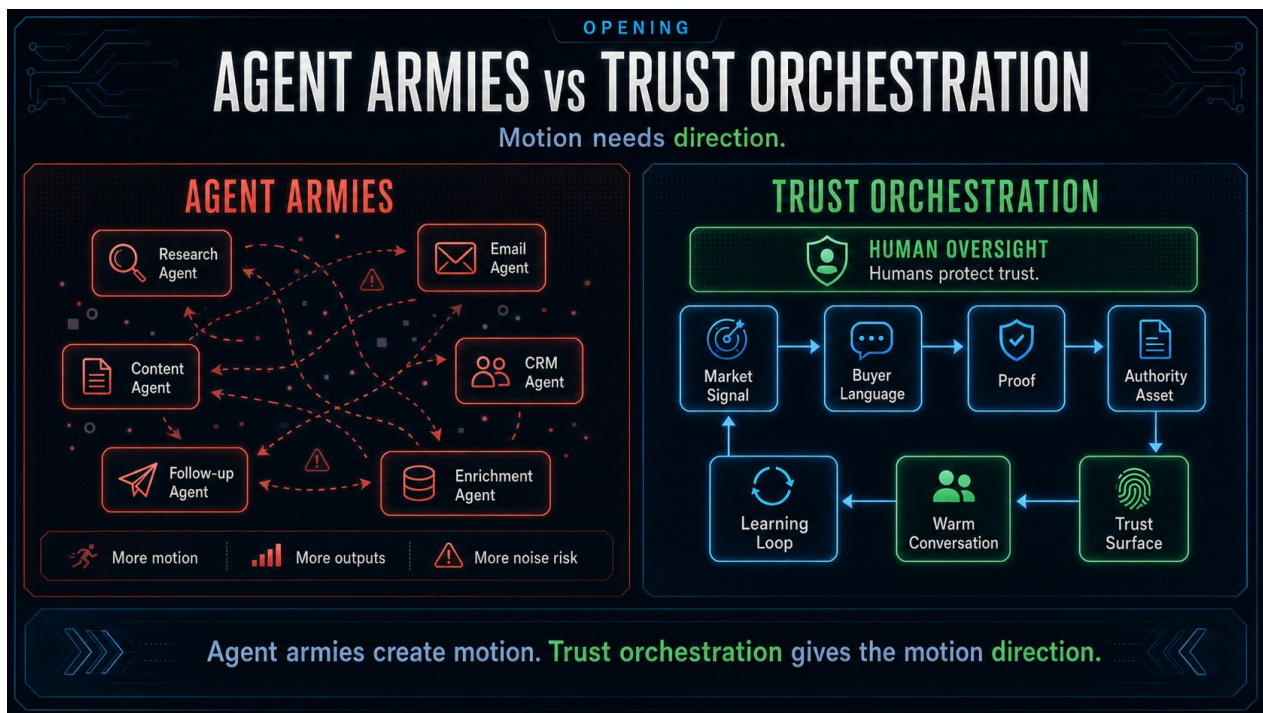 OPENING
AGENT ARMIES vs TRUST ORCHESTRATION
Motion needs direction.
AGENT ARMIES
Research
Agent
Email
Agent
Content
Agent
CRM
Agent
Follow-up
Agent
Enrichment
Agent
More motion
More outputs
More noise risk
TRUST ORCHESTRATION
HUMAN OVERSIGHT
Humans protect trust.
Market
Signal
Buyer
Language
Proof
Authority
Asset
Learning
Loop
Warm
Conversation
Trust
Surface
Agent armies create motion. Trust orchestration gives the motion direction.